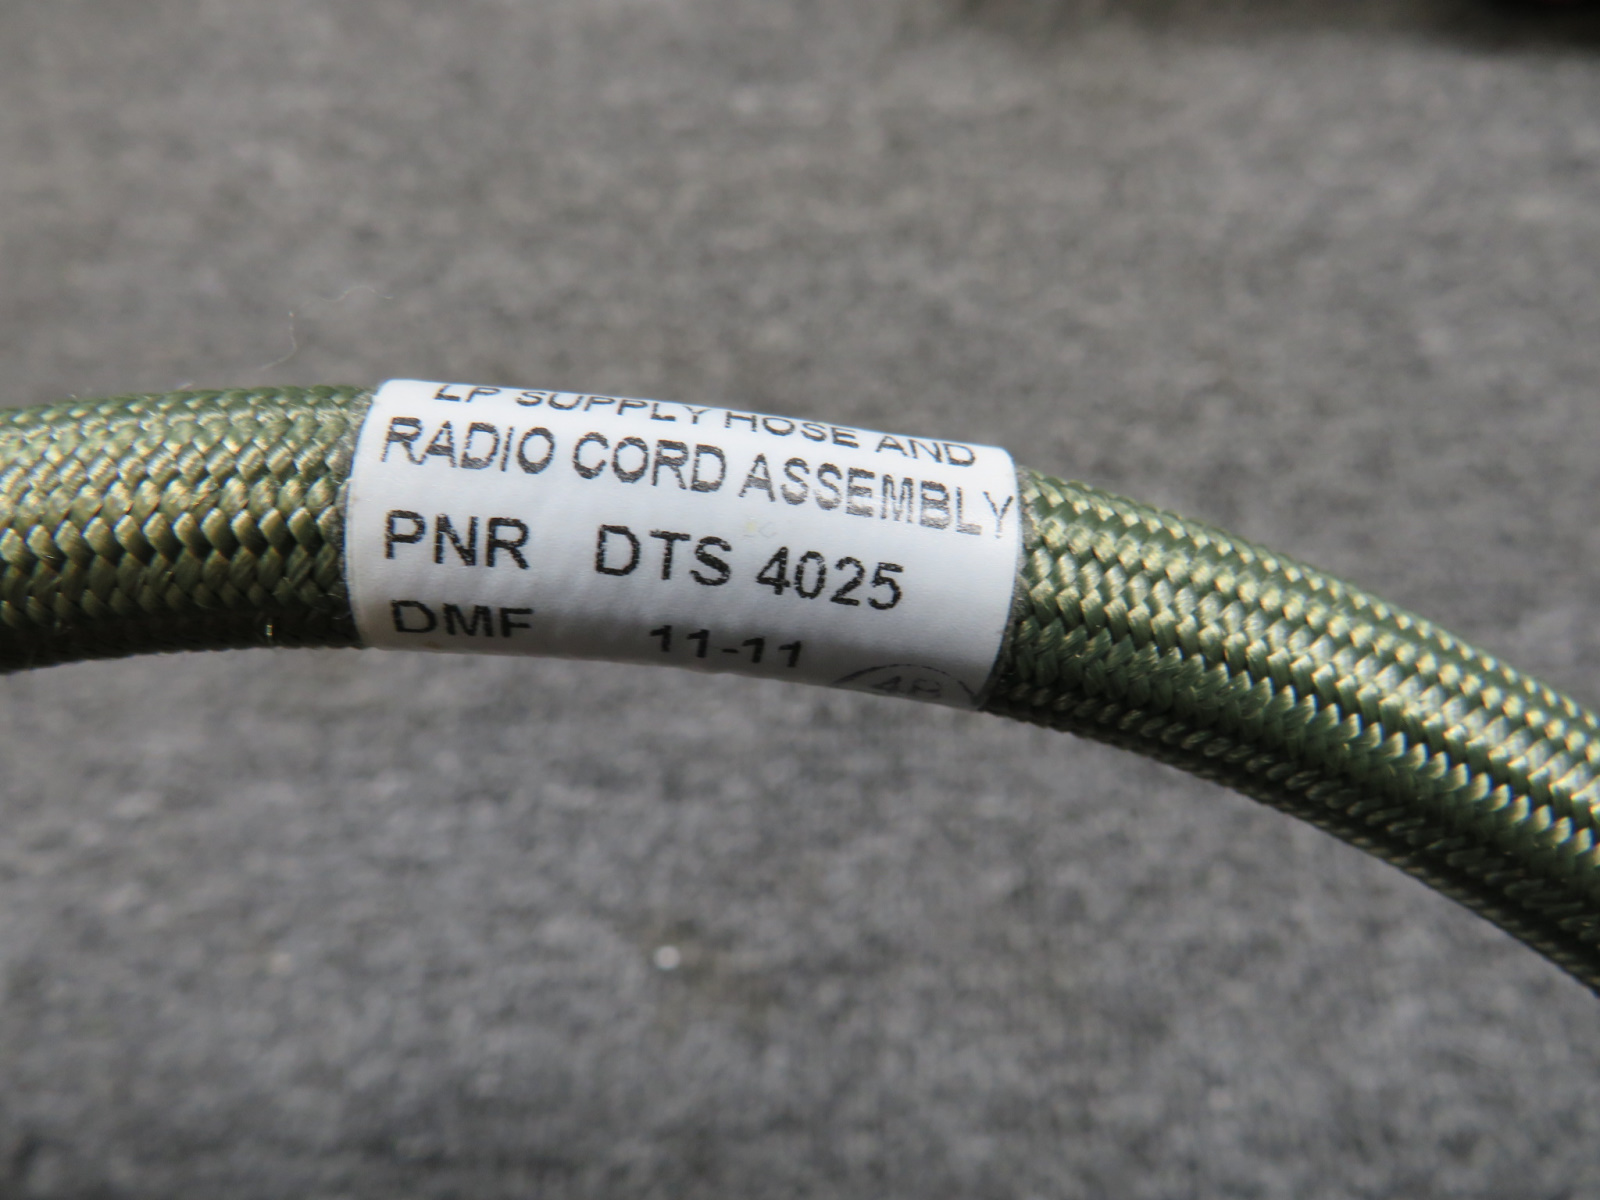 LP SUPPLY HOSE AND
RADIO CORD ASSEMBLY
PNR DTS 4025
DMF 11-11